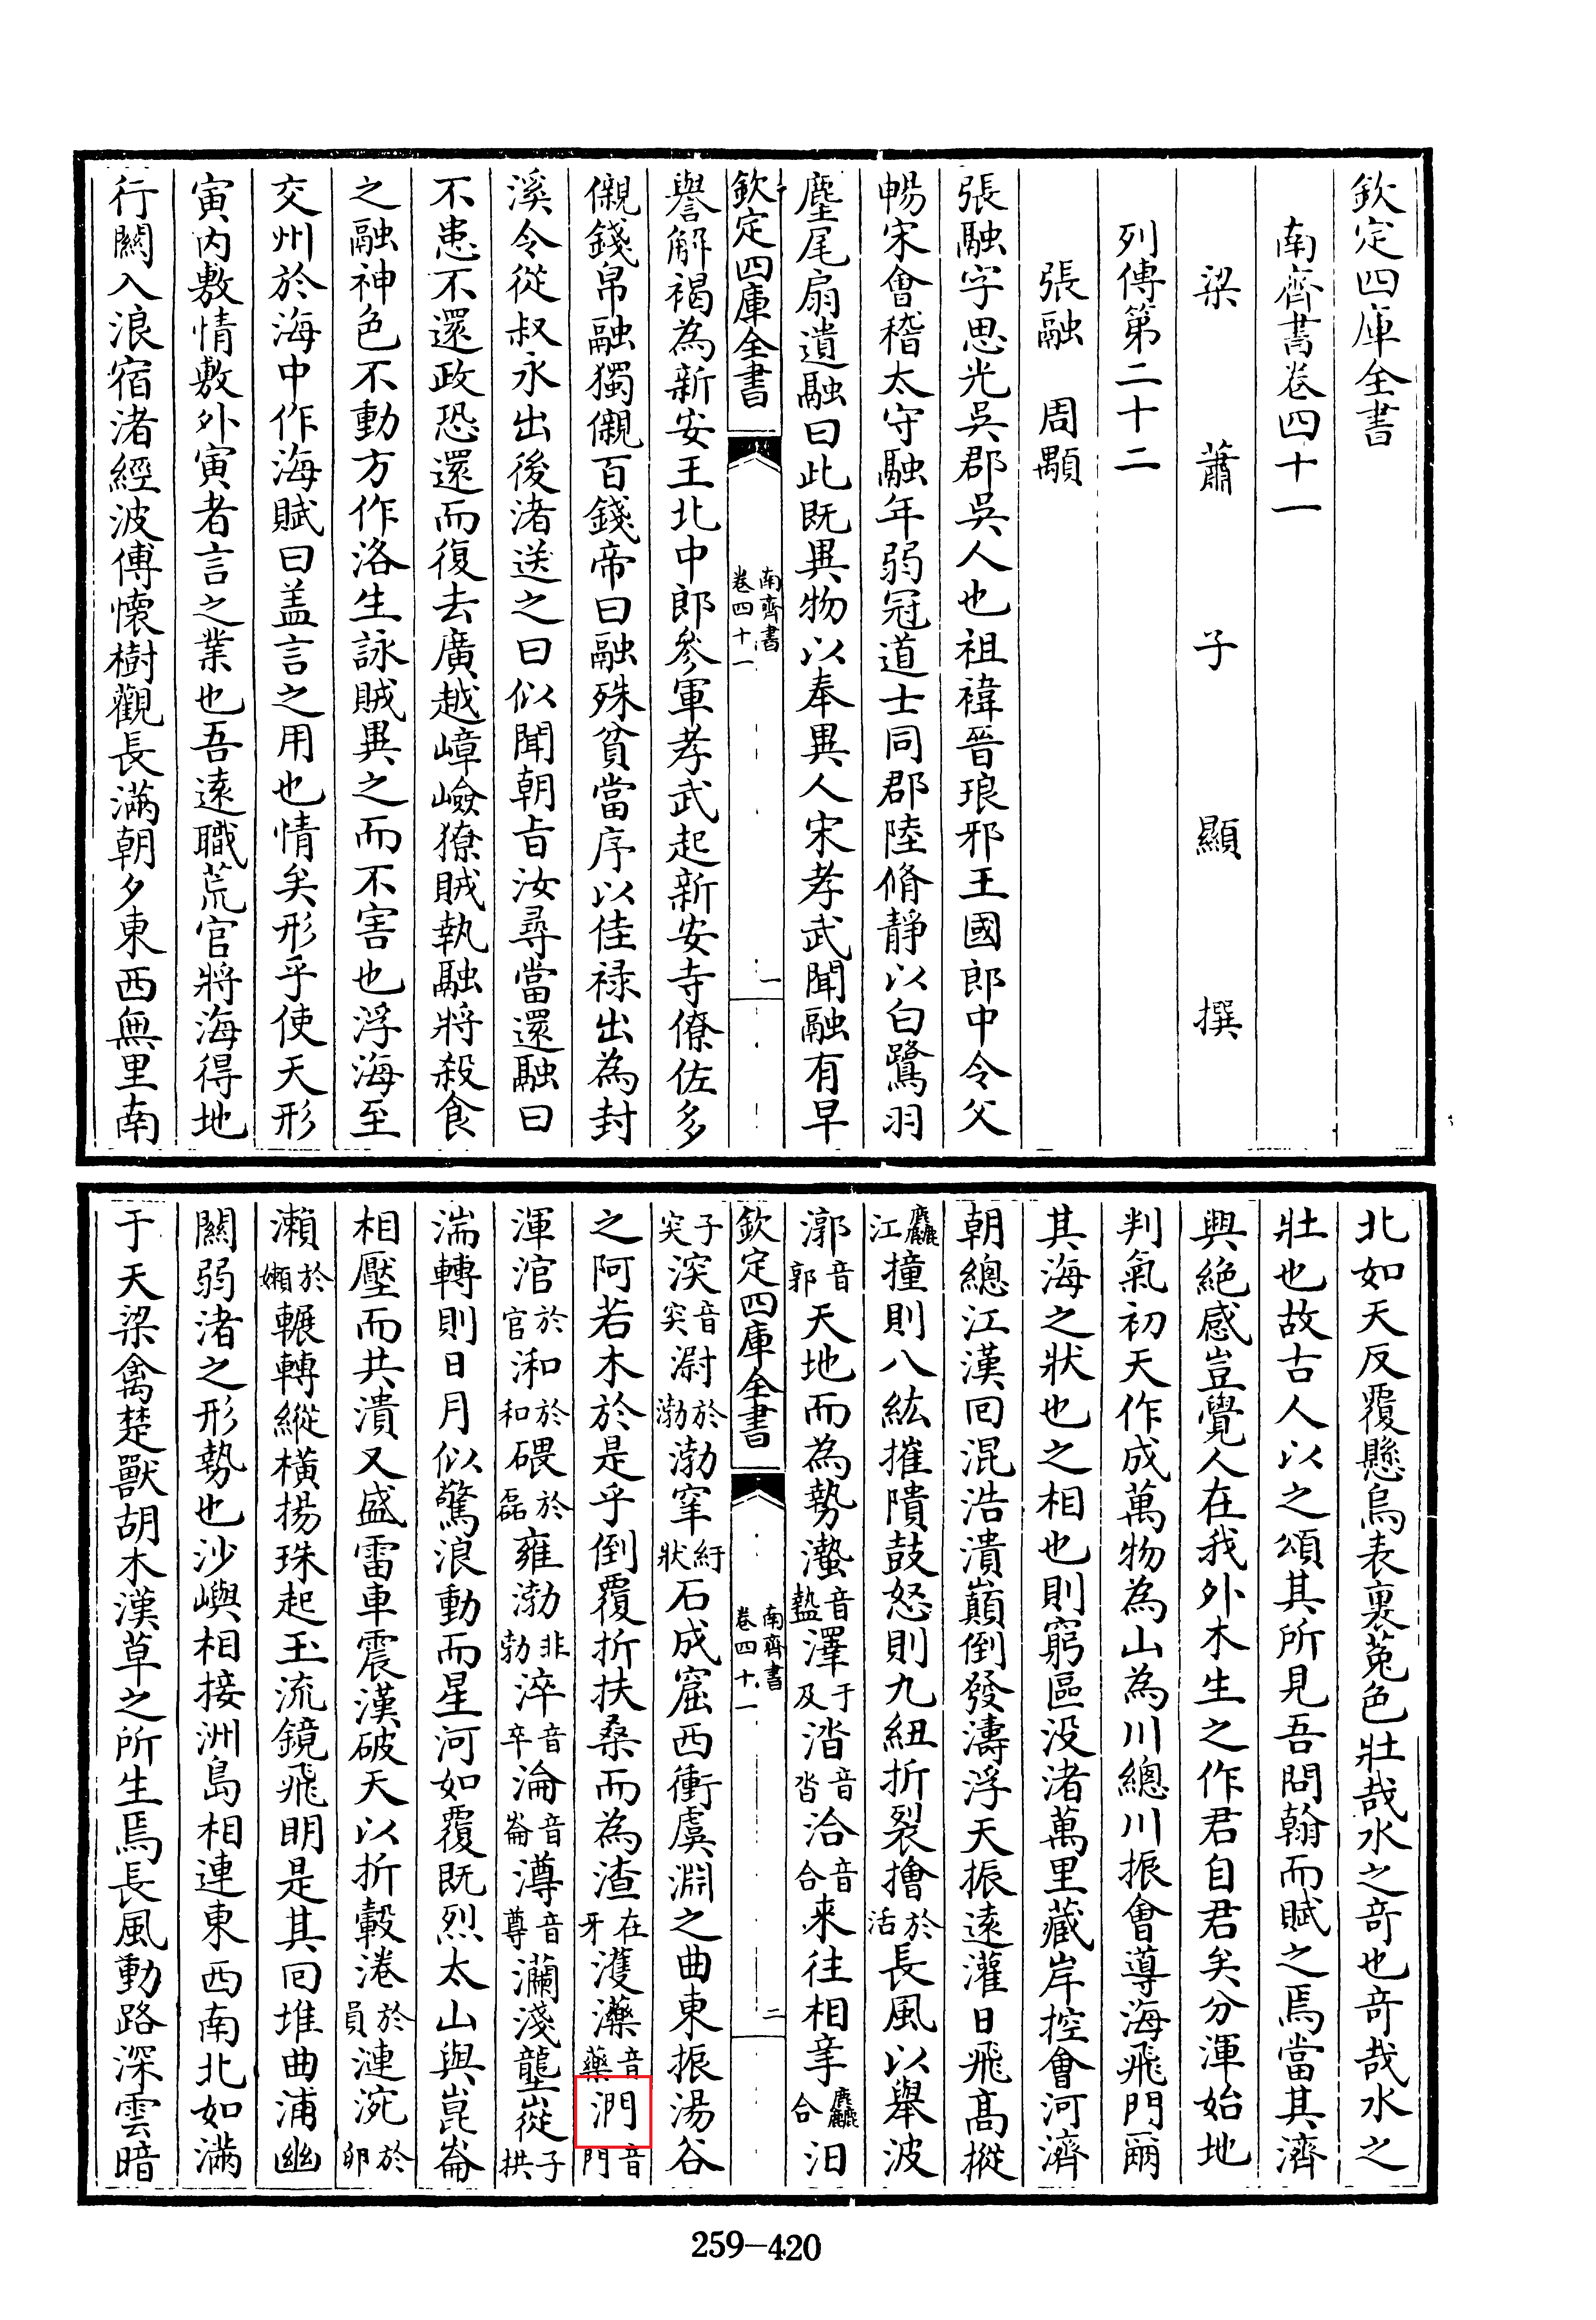 欽定四庫全書
南齊書卷四十一
梁 蕭 子 顯 撰
列傳第二十二
張融 周顒
張融字思光吳郡吳人也祖禕晉琅邪王國郎中令父
暢宋會稽太守融年弱冠道士同郡陸脩靜以白鷺羽
麈尾扇遺融曰此既異物以奉異人宋孝武聞融有早
欽定四庫全書 南齊書卷四十一 一
譽解褐為新安王北中郎參軍孝武起新安寺僚佐多
儭錢帛融獨儭百錢帝曰融殊貧當序以佳祿出為封
溪令從叔永出後渚送之曰似聞朝旨汝尋當還融曰
不患不還政恐還而復去廣越嶂嶮獠賊執融將殺食
之融神色不動方作洛生詠賊異之而不害也浮海至
交州於海中作海賦曰盖言之用也情矣形乎使天形
寅内敷情敷外寅者言之業也吾遠職荒官將海得地
行關入浪宿渚經波傅懷樹觀長滿朝夕東西無里南
北如天反覆懸烏表裏菟色壯哉水之奇也奇哉水之
壯也故古人以之頌其所見吾問翰而賦之焉當其濟
興絕感豈覺人在我外木生之作君自君矣分渾始地
判氣初天作成萬物為山為川總川振會導海飛門爾
其海之狀也之相也則窮區沒渚萬里藏岸控會河濟
朝總江漢回混浩潰巔倒發濤浮天振遠灌日飛高摐
麤江撞則八紘摧隤鼓怒則九紐折裂擔於活長風以舉波
漷音郭天地而為勢澏音䪞澤于及涾音沓洽音合来往相㧱麤合汩
欽定四庫全書 南齊書卷四十一 二
子突湥音突㵟於渤渤窂紆狀石成窟西衝虞淵之曲東振湯谷
之阿若木於是乎倒覆折扶桑而為渣在牙濩濼音藥㵍音門
渾涫於官涊於和碨於磊雍渤非勃淬音卒淪音崙澊音尊瀾淺壟嵷子拱
湍轉則日月似驚浪動而星河如覆既烈太山與崑崙
相壓而共潰又盛雷車震漢破天以折轂淃於員漣涴於卵
瀨於嬾輾轉縱横揚珠起玉流鏡飛明是其回堆曲浦幽
關弱渚之形勢也沙嶼相接洲島相連東西南北如滿
于天梁禽楚獸胡木漢草之所生焉長風動路深雲暗
259-420